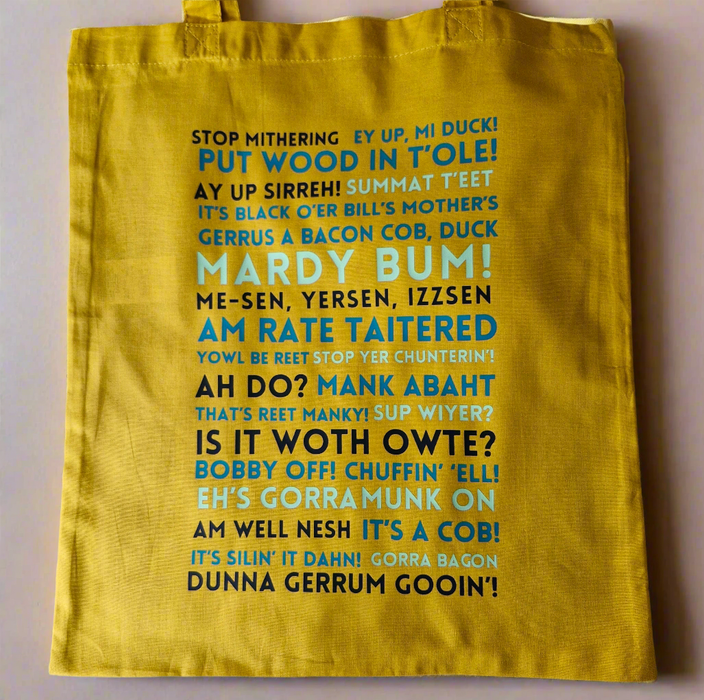 STOP MITHERING EY UP, MI DUCK!
PUT WOOD IN T'OLE!
AY UP SIRREH! SUMMAT T'EET
IT'S BLACK O'ER BILL'S MOTHER'S
GERRUS A BACON COB, DUCK
MARDY BUM!
ME-SEN, YERSEN, IZZSEN
AM RATE TAITERED
YOWL BE REET STOP YER CHUNTERIN'!
AH DO? MANK ABAHT
THAT'S REET MANKY! SUP WIYER?
IS IT WOTH OWTE?
BOBBY OFF! CHUFFIN' 'ELL!
EH'S GORRAMUNK ON
AM WELL NESH IT'S A COB!
IT'S SILIN' IT DAHN! GORRA BAGON
DUNNA GERRUM GOOIN'!